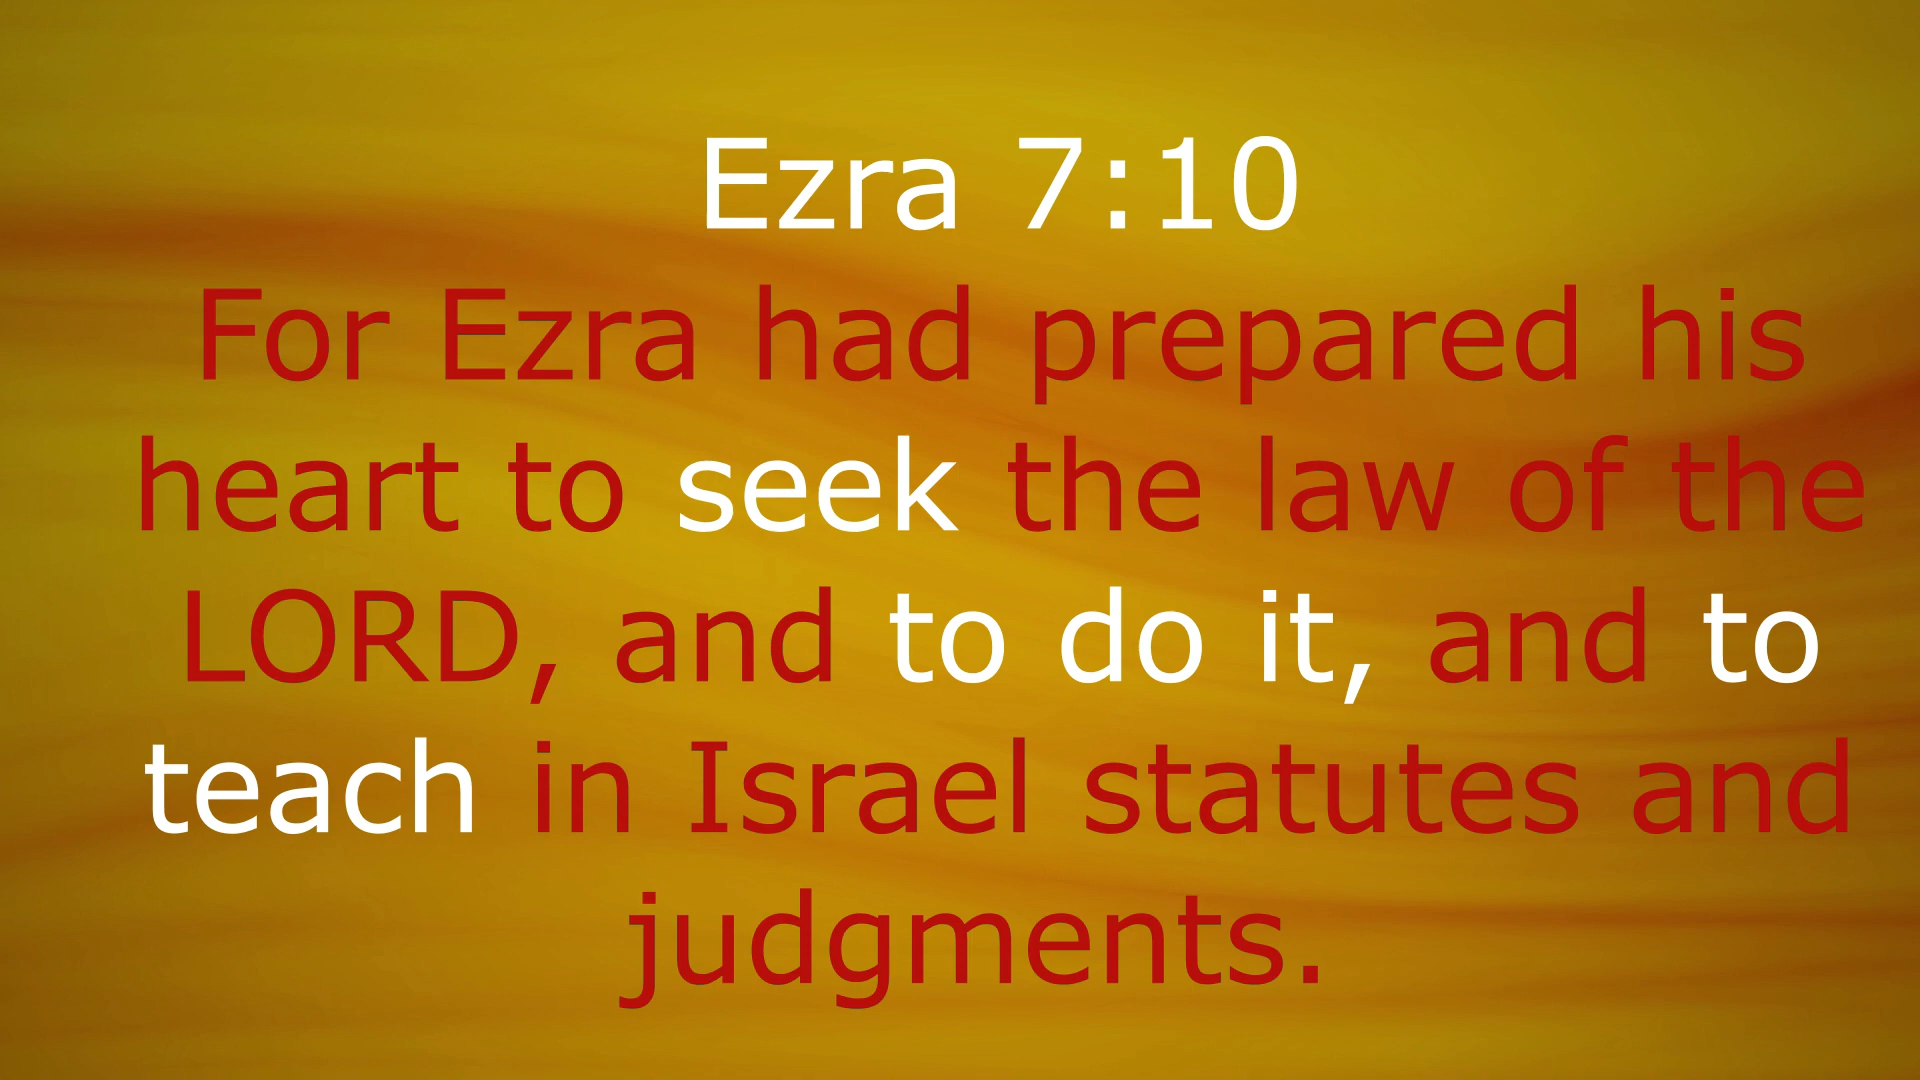 Ezra 7:10
For Ezra had prepared his
heart to seek the law of the
LORD, and to do it, and to
teach in Israel statutes and
judgments.